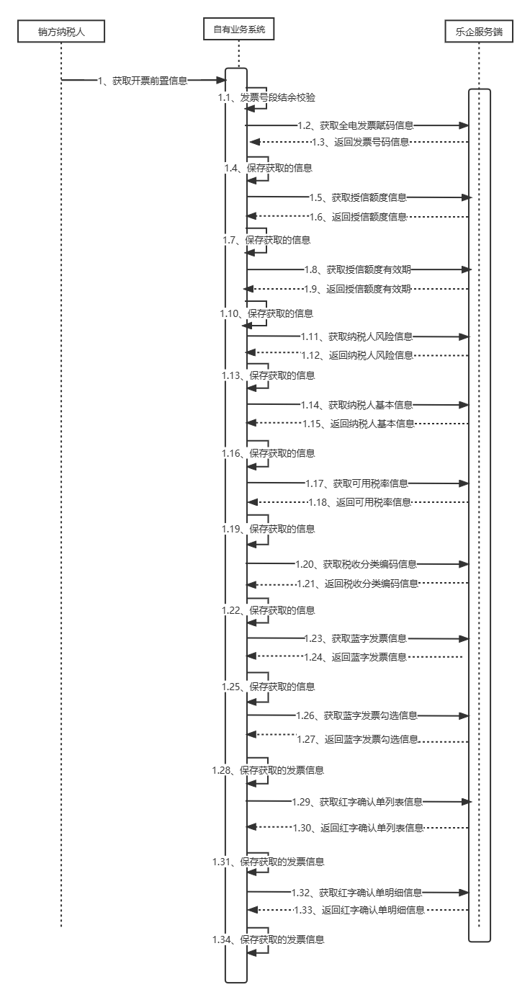 销方纳税人
自有业务系统
乐企服务端
1、获取开票前置信息
1.1、发票号段结余校验
1.2、获取全电发票赋码信息
1.3、返回发票号码信息
1.4、保存获取的信息
1.5、获取授信额度信息
1.6、返回授信额度信息
1.7、保存获取的信息
1.8、获取授信额度有效期
1.9、返回授信额度有效期
1.10、保存获取的信息
1.11、获取纳税人风险信息
1.12、返回纳税人风险信息
1.13、保存获取的信息
1.14、获取纳税人基本信息
1.15、返回纳税人基本信息
1.16、保存获取的信息
1.17、获取可用税率信息
1.18、返回可用税率信息
1.19、保存获取的信息
1.20、获取税收分类编码信息
1.21、返回税收分类编码信息
1.22、保存获取的信息
1.23、获取蓝字发票信息
1.24、返回蓝字发票信息
1.25、保存获取的信息
1.26、获取蓝字发票勾选信息
1.27、返回蓝字发票勾选信息
1.28、保存获取的发票信息
1.29、获取红字确认单列表信息
1.30、返回红字确认单列表信息
1.31、保存获取的发票信息
1.32、获取红字确认单明细信息
1.33、返回红字确认单明细信息
1.34、保存获取的发票信息